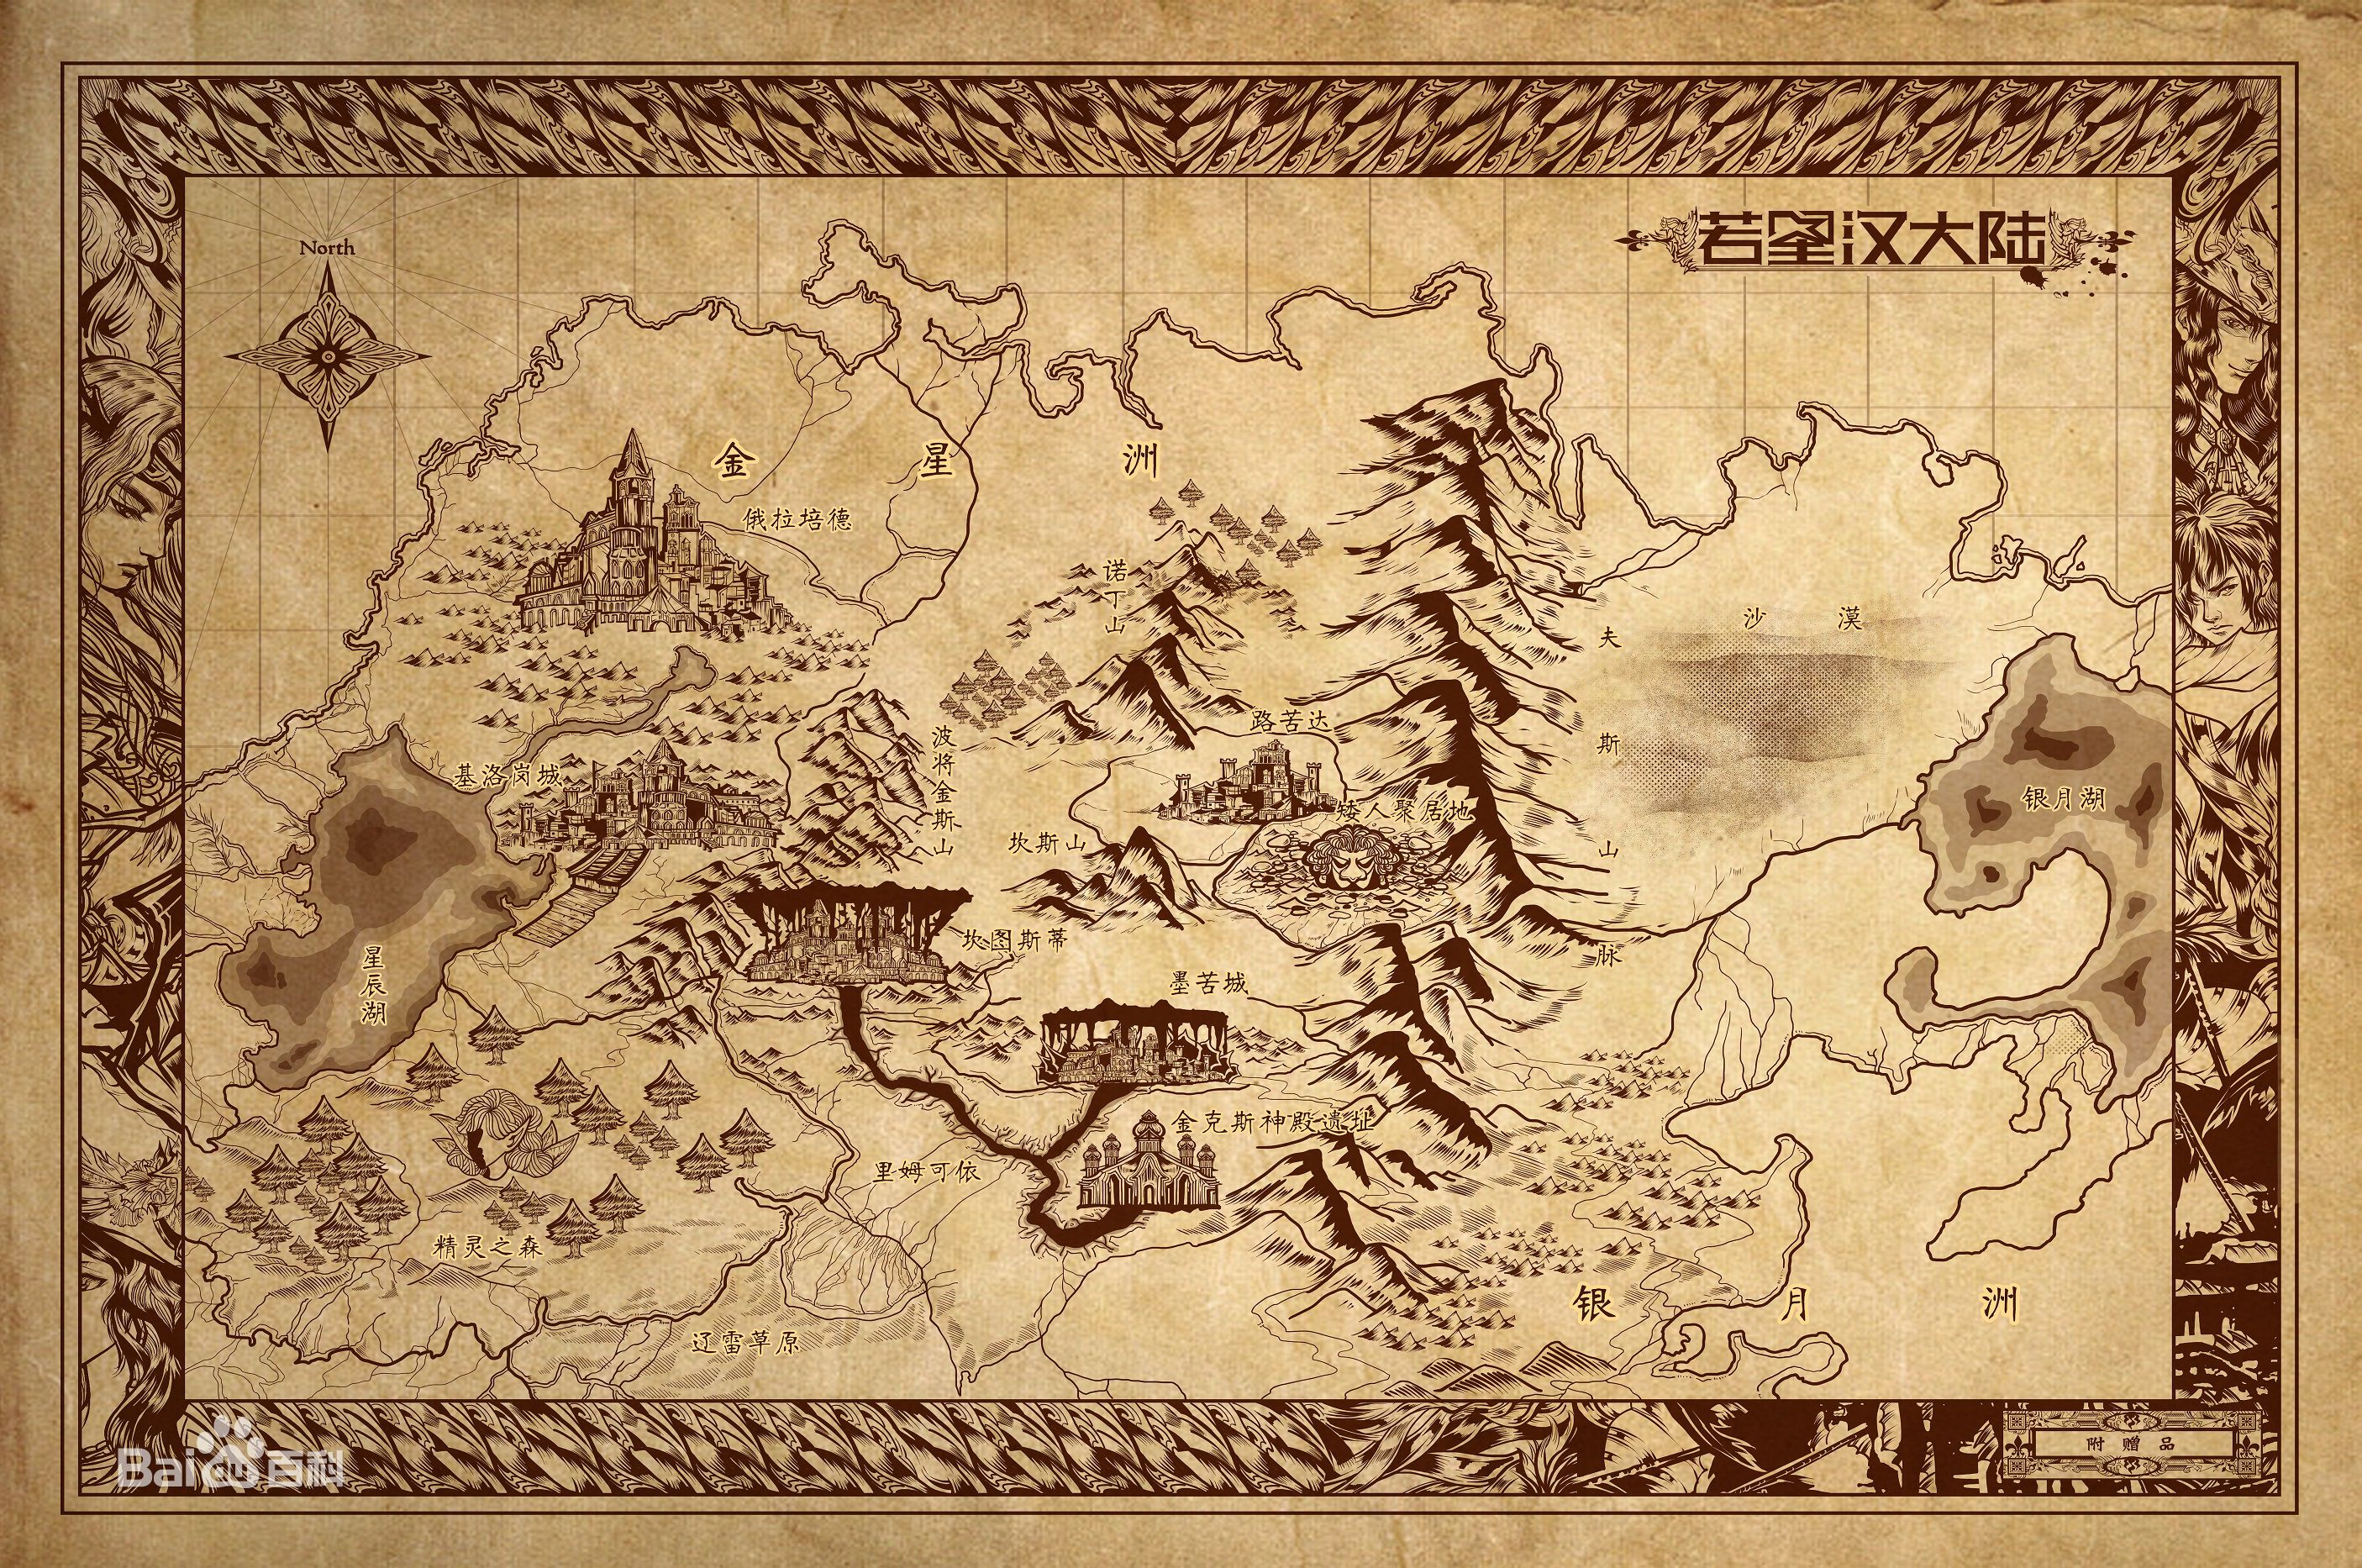 North
若圣汉大陆
金星洲
俄拉培德
诺丁山
夫斯山脉
沙漠
路苦达
波将金斯山
基洛岗城
银月湖
矮人聚居地
坎斯山
坎图斯蒂
星辰湖
墨苦城
金克斯神殿遗址
里姆可依
精灵之森
银月洲
辽雷草原
附赠品
Bai百科